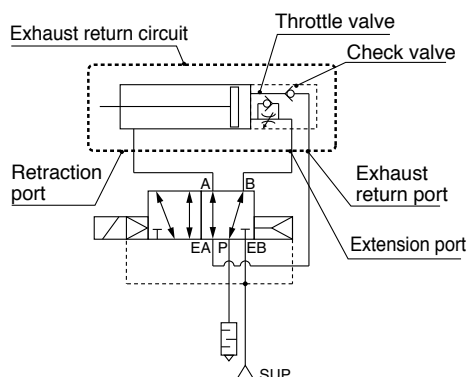 Exhaust return circuit
Throttle valve
Check valve
Retraction
port
A
B
Exhaust
return port
EA
P
EB
Extension port
SUP